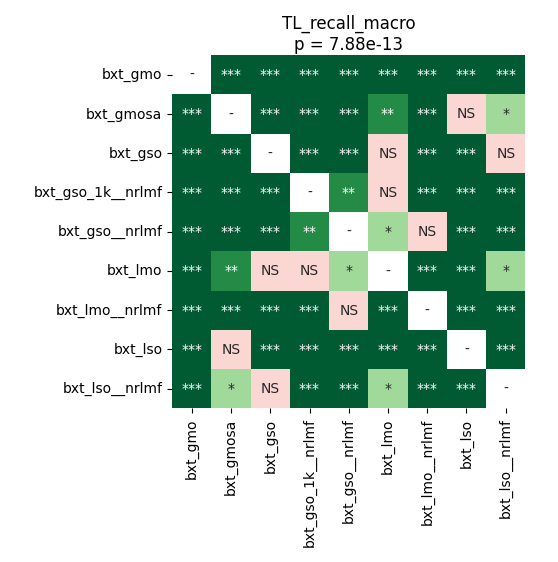 TL_recall_macro
p = 7.88e-13
bxt_gmo - *** *** *** *** *** *** *** ***
bxt_gmosa *** - *** *** *** ** *** NS *
bxt_gso *** *** - *** *** NS *** *** NS
bxt_gso_1k__nrlmf *** *** *** - ** NS *** *** ***
bxt_gso__nrlmf *** *** *** ** - * NS *** ***
bxt_lmo *** ** NS NS * - *** *** *
bxt_lmo__nrlmf *** *** *** *** NS *** - *** ***
bxt_lso *** NS *** *** *** *** *** - ***
bxt_lso__nrlmf *** * NS *** *** * *** *** -
bxt_gmo
bxt_gmosa
bxt_gso
bxt_gso_1k__nrlmf
bxt_gso__nrlmf
bxt_lmo
bxt_lmo__nrlmf
bxt_lso
bxt_lso__nrlmf